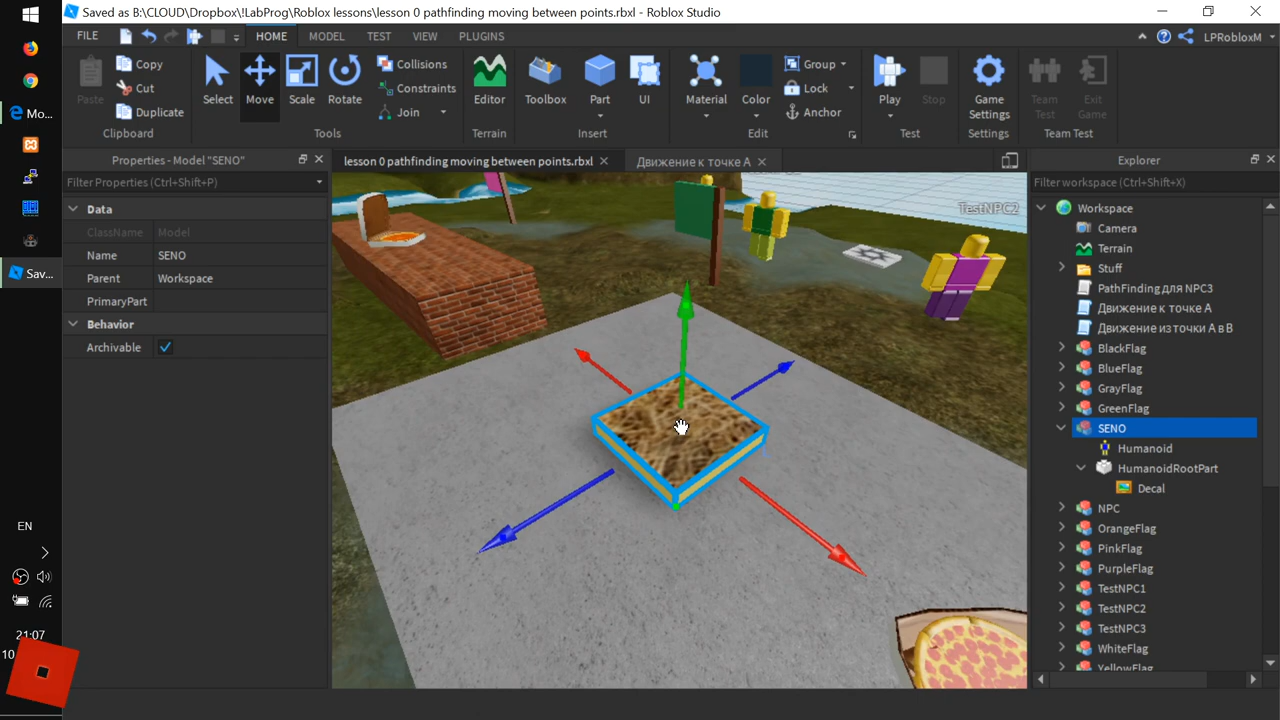 Saved as B:\CLOUD\Dropbox\!LabProg\Roblox lessons\lesson 0 pathfinding moving between points.rbxl - Roblox Studio
FILE
HOME
MODEL
TEST
VIEW
PLUGINS
LPRobloxM
Paste
Copy
Cut
Duplicate
Clipboard
Select
Move
Scale
Rotate
Collisions
Constraints
Join
Tools
Editor
Terrain
Toolbox
Part
UI
Insert
Material
Color
Group
Lock
Anchor
Edit
Play
Stop
Test
Game
Settings
Settings
Team
Test
Exit
Game
Team Test
Mo...
Sav...
EN
21:07
10
Properties - Model "SENO"
Filter Properties (Ctrl+Shift+P)
Data
ClassName Model
Name SENO
Parent Workspace
PrimaryPart
Behavior
Archivable
lesson 0 pathfinding moving between points.rbxl
Движение к точке А
TestNPC2
Explorer
Filter workspace (Ctrl+Shift+X)
Workspace
Camera
Terrain
Stuff
PathFinding для NPC3
Движение к точке А
Движение из точки А в В
BlackFlag
BlueFlag
GrayFlag
GreenFlag
SENO
Humanoid
HumanoidRootPart
Decal
NPC
OrangeFlag
PinkFlag
PurpleFlag
TestNPC1
TestNPC2
TestNPC3
WhiteFlag
YellowFlag